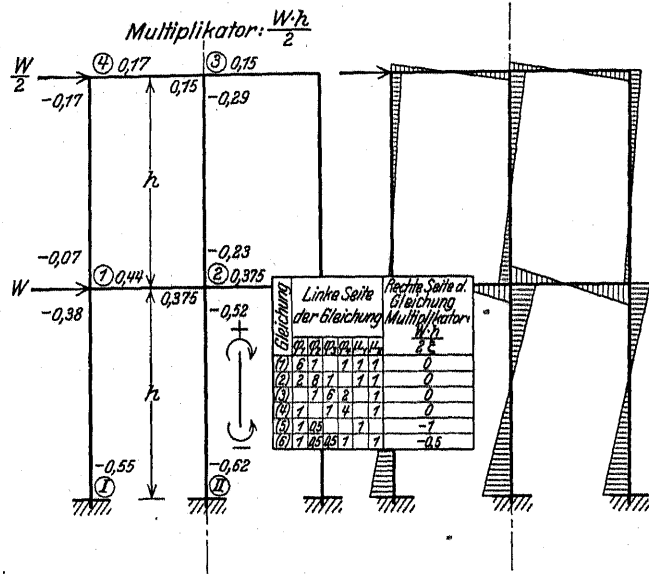 Multiplikator: W·h/2
W/2
④ 0,17
③ 0,15
-0,17
0,15
-0,29
h
-0,07
-0,23
W
① 0,44
② 0,375
-0,38
0,375
-0,52
+
h
−
-0,55
-0,62
Ⅰ
Ⅱ
Gleichung
Linke Seite der Gleichung
Rechte Seite d. Gleichung
Multiplikator: W·h/2ξ
φ₁ φ₂ φ₃ φ₄ μ₁ μ₂
(1) 6 1 1 1 1 0
(2) 2 8 1 1 1 0
(3) 1 6 2 1 0
(4) 1 1 4 1 0
(5) 1 0,5 1 -1
(6) 1 0,5 0,5 1 1 -0,5